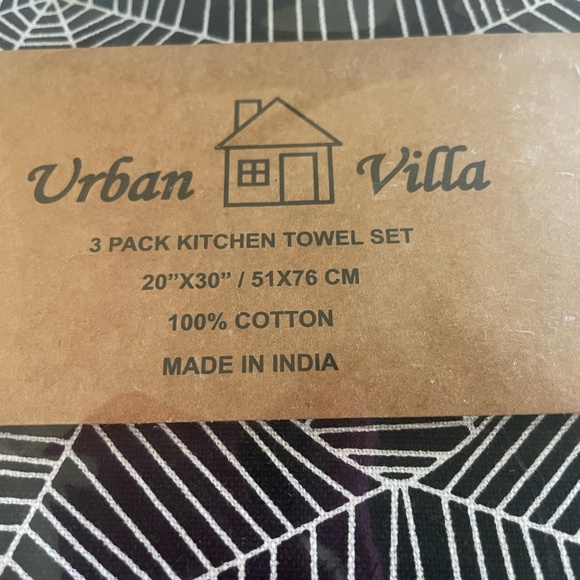 Urban Villa
3 PACK KITCHEN TOWEL SET
20”X30” / 51X76 CM
100% COTTON
MADE IN INDIA